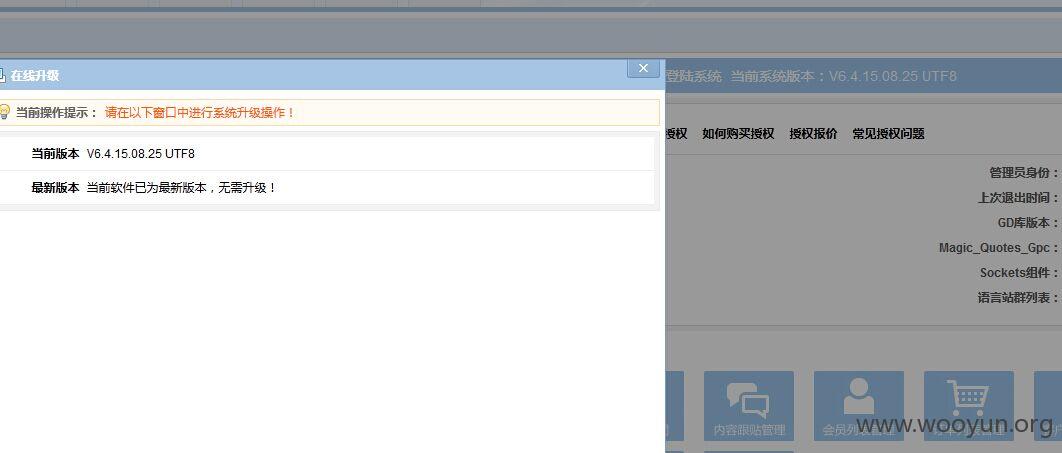 在线升级
登陆系统 当前系统版本：V6.4.15.08.25 UTF8
当前操作提示： 请在以下窗口中进行系统升级操作！
授权 如何购买授权 授权报价 常见授权问题
当前版本 V6.4.15.08.25 UTF8
最新版本 当前软件已为最新版本，无需升级！
管理员身份：
上次退出时间：
GD库版本：
Magic_Quotes_Gpc：
Sockets组件：
语言站群列表：
内容跟贴管理 会员列表管理
www.wooyun.org